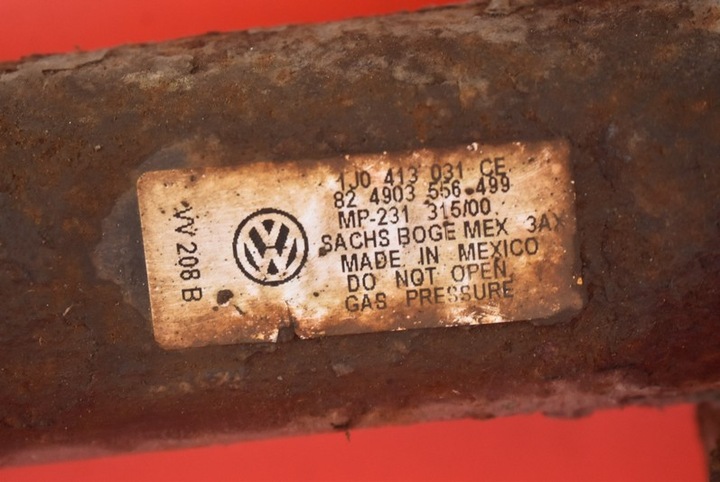 1J0 413 031 CE
82 4903 556 499
MP-231 315/00
SACHS BOGE MEX 3AX
MADE IN MEXICO
DO NOT OPEN
GAS PRESSURE
VV 208 B